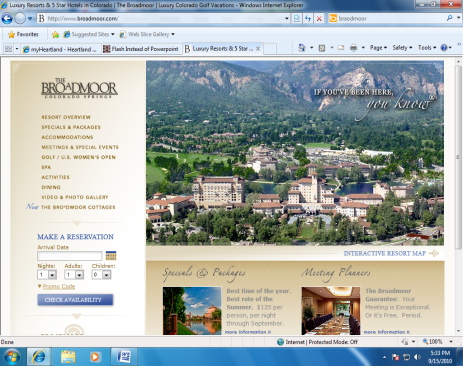 Luxury Resorts & 5 Star Hotels in Colorado | The Broadmoor | Luxury Colorado Golf Vacations - Windows Internet Explorer
http://www.broadmoor.com/
broadmoor
Favorites Suggested Sites Web Slice Gallery
myHeartland - Heartland ... Flash Instead of Powerpoint Luxury Resorts & 5 Star ... X
Page Safety Tools
THE
BROADMOOR
COLORADO SPRINGS
IF YOU'VE BEEN HERE,
you know
RESORT OVERVIEW
SPECIALS & PACKAGES
ACCOMMODATIONS
MEETINGS & SPECIAL EVENTS
GOLF / U.S. WOMEN'S OPEN
SPA
ACTIVITIES
DINING
VIDEO & PHOTO GALLERY
New THE BROADMOOR COTTAGES
MAKE A RESERVATION
Arrival Date
Nights: Adults: Children:
1 1 0
Promo Code
CHECK AVAILABILITY
INTERACTIVE RESORT MAP
Specials & Packages
Best time of the year.
Best rate of the
Summer. $135 per
person, per night
through September.
more information
Meeting Planners
The Broadmoor
Guarantee: Your
Meeting is Exceptional.
Or it's Free. Period.
more information
Done
Internet | Protected Mode: Off
100%
5:33 PM
9/15/2010